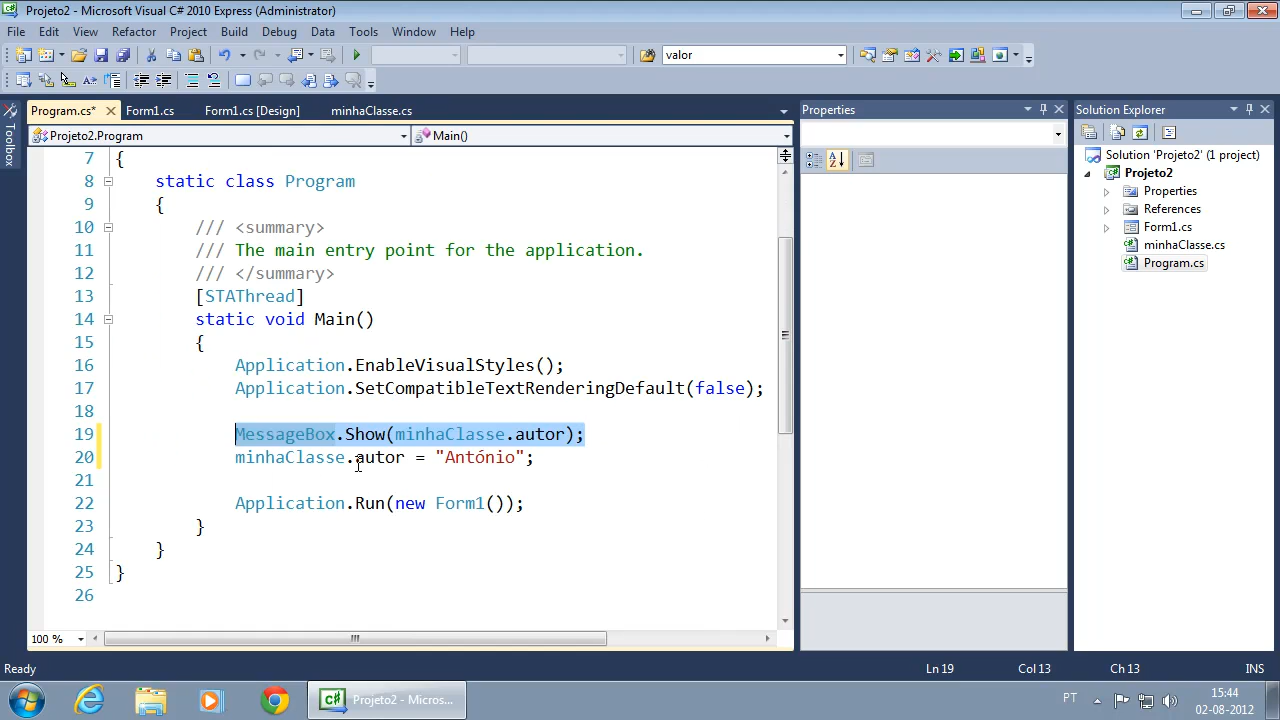 Projeto2 - Microsoft Visual C# 2010 Express (Administrator)
File Edit View Refactor Project Build Debug Data Tools Window Help
valor
Program.cs* Form1.cs Form1.cs [Design] minhaClasse.cs
Projeto2.Program Main()
7 {
8 static class Program
9 {
10 /// <summary>
11 /// The main entry point for the application.
12 /// </summary>
13 [STAThread]
14 static void Main()
15 {
16 Application.EnableVisualStyles();
17 Application.SetCompatibleTextRenderingDefault(false);
18
19 MessageBox.Show(minhaClasse.autor);
20 minhaClasse.autor = "António";
21
22 Application.Run(new Form1());
23 }
24 }
25 }
26
100 %
Toolbox
Properties
Solution Explorer
Solution 'Projeto2' (1 project)
Projeto2
Properties
References
Form1.cs
minhaClasse.cs
Program.cs
Ready Ln 19 Col 13 Ch 13 INS
Projeto2 - Micros...
PT
15:44
02-08-2012